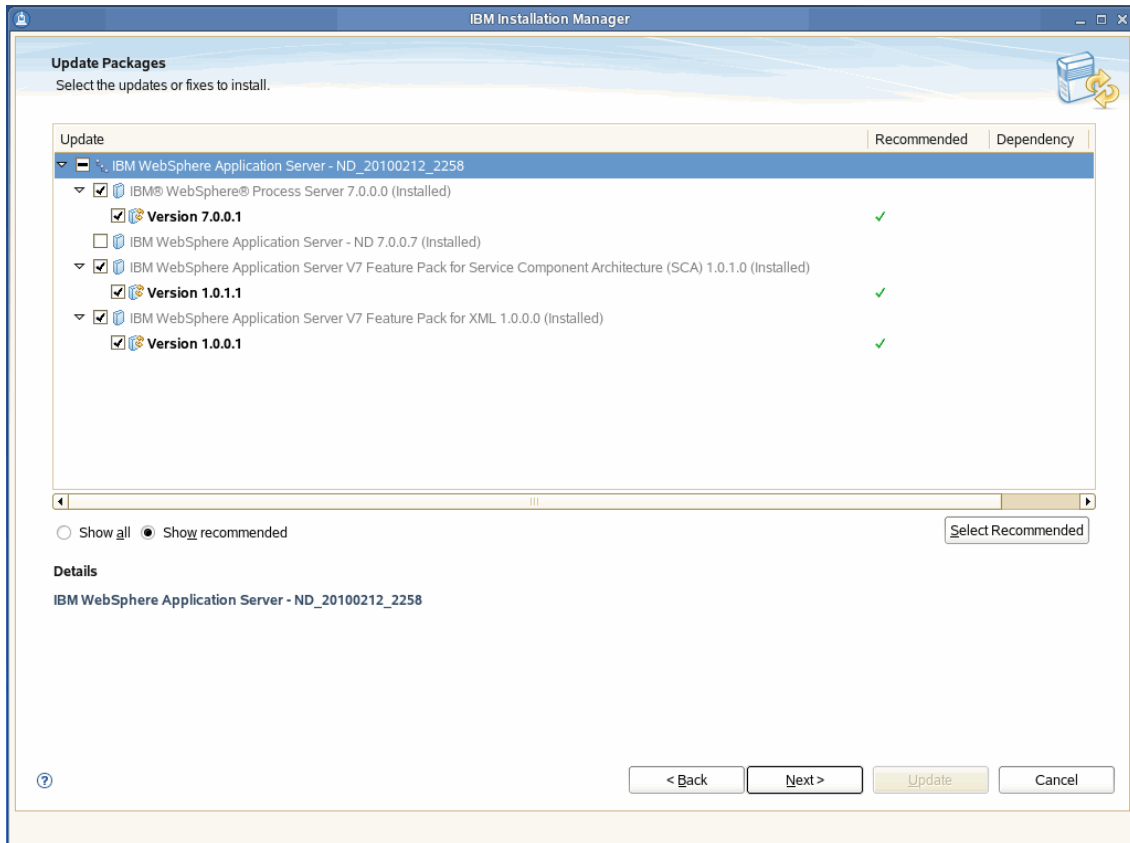 IBM Installation Manager
Update Packages
Select the updates or fixes to install.
Update Recommended Dependency
IBM WebSphere Application Server - ND_20100212_2258
IBM® WebSphere® Process Server 7.0.0.0 (Installed)
Version 7.0.0.1
IBM WebSphere Application Server - ND 7.0.0.7 (Installed)
IBM WebSphere Application Server V7 Feature Pack for Service Component Architecture (SCA) 1.0.1.0 (Installed)
Version 1.0.1.1
IBM WebSphere Application Server V7 Feature Pack for XML 1.0.0.0 (Installed)
Version 1.0.0.1
Show all Show recommended Select Recommended
Details
IBM WebSphere Application Server - ND_20100212_2258
? < Back Next > Update Cancel